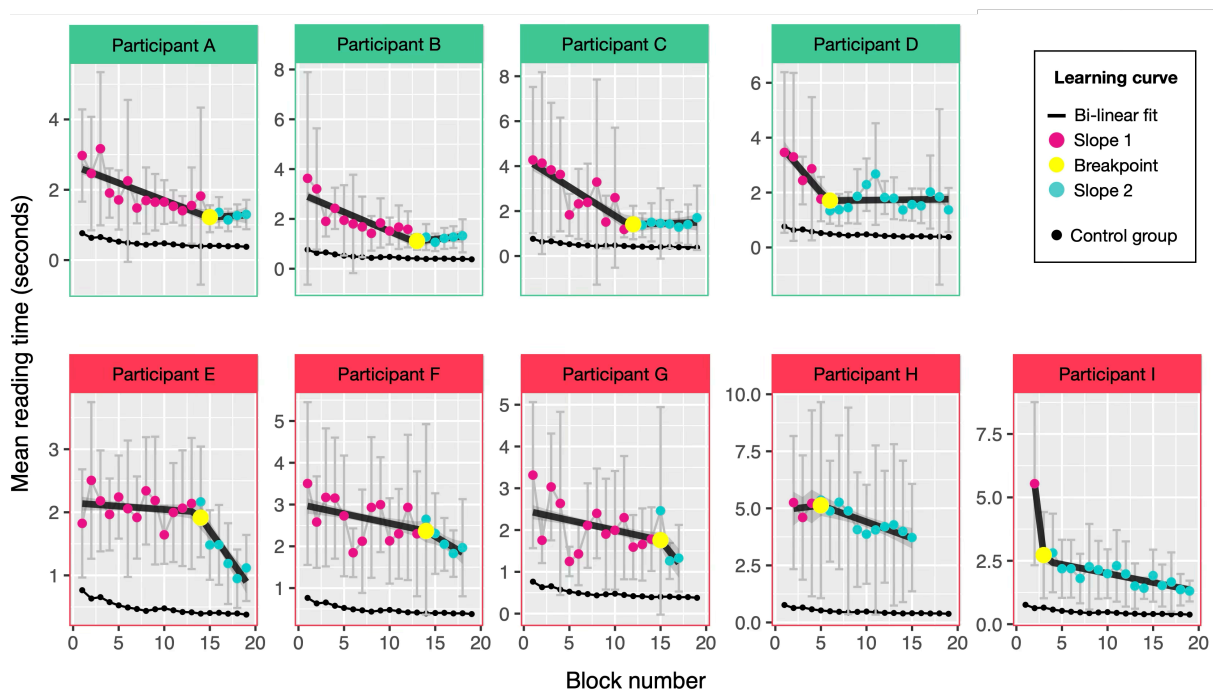 Participant A
Participant B
Participant C
Participant D
4
2
0
8
6
4
2
0
8
6
4
2
0
6
4
2
0
Learning curve
Bi-linear fit
Slope 1
Breakpoint
Slope 2
Control group
Mean reading time (seconds)
Participant E
Participant F
Participant G
Participant H
Participant I
3
2
1
5
4
3
2
1
5
4
3
2
1
0
10.0
7.5
5.0
2.5
0.0
7.5
5.0
2.5
0.0
0 5 10 15 20
0 5 10 15 20
0 5 10 15 20
0 5 10 15 20
0 5 10 15 20
Block number